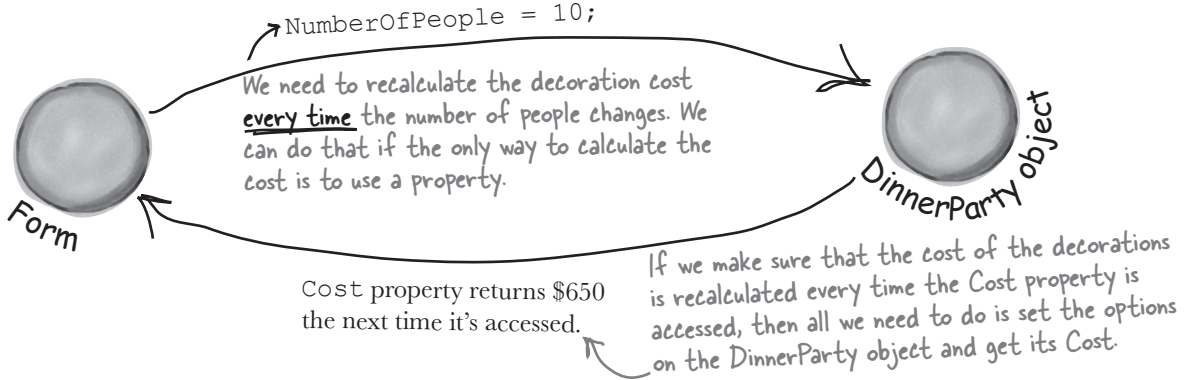 NumberOfPeople = 10;
We need to recalculate the decoration cost
every time the number of people changes. We
can do that if the only way to calculate the
cost is to use a property.
Form
DinnerParty object
Cost property returns $650
the next time it's accessed.
If we make sure that the cost of the decorations
is recalculated every time the Cost property is
accessed, then all we need to do is set the options
on the DinnerParty object and get its Cost.